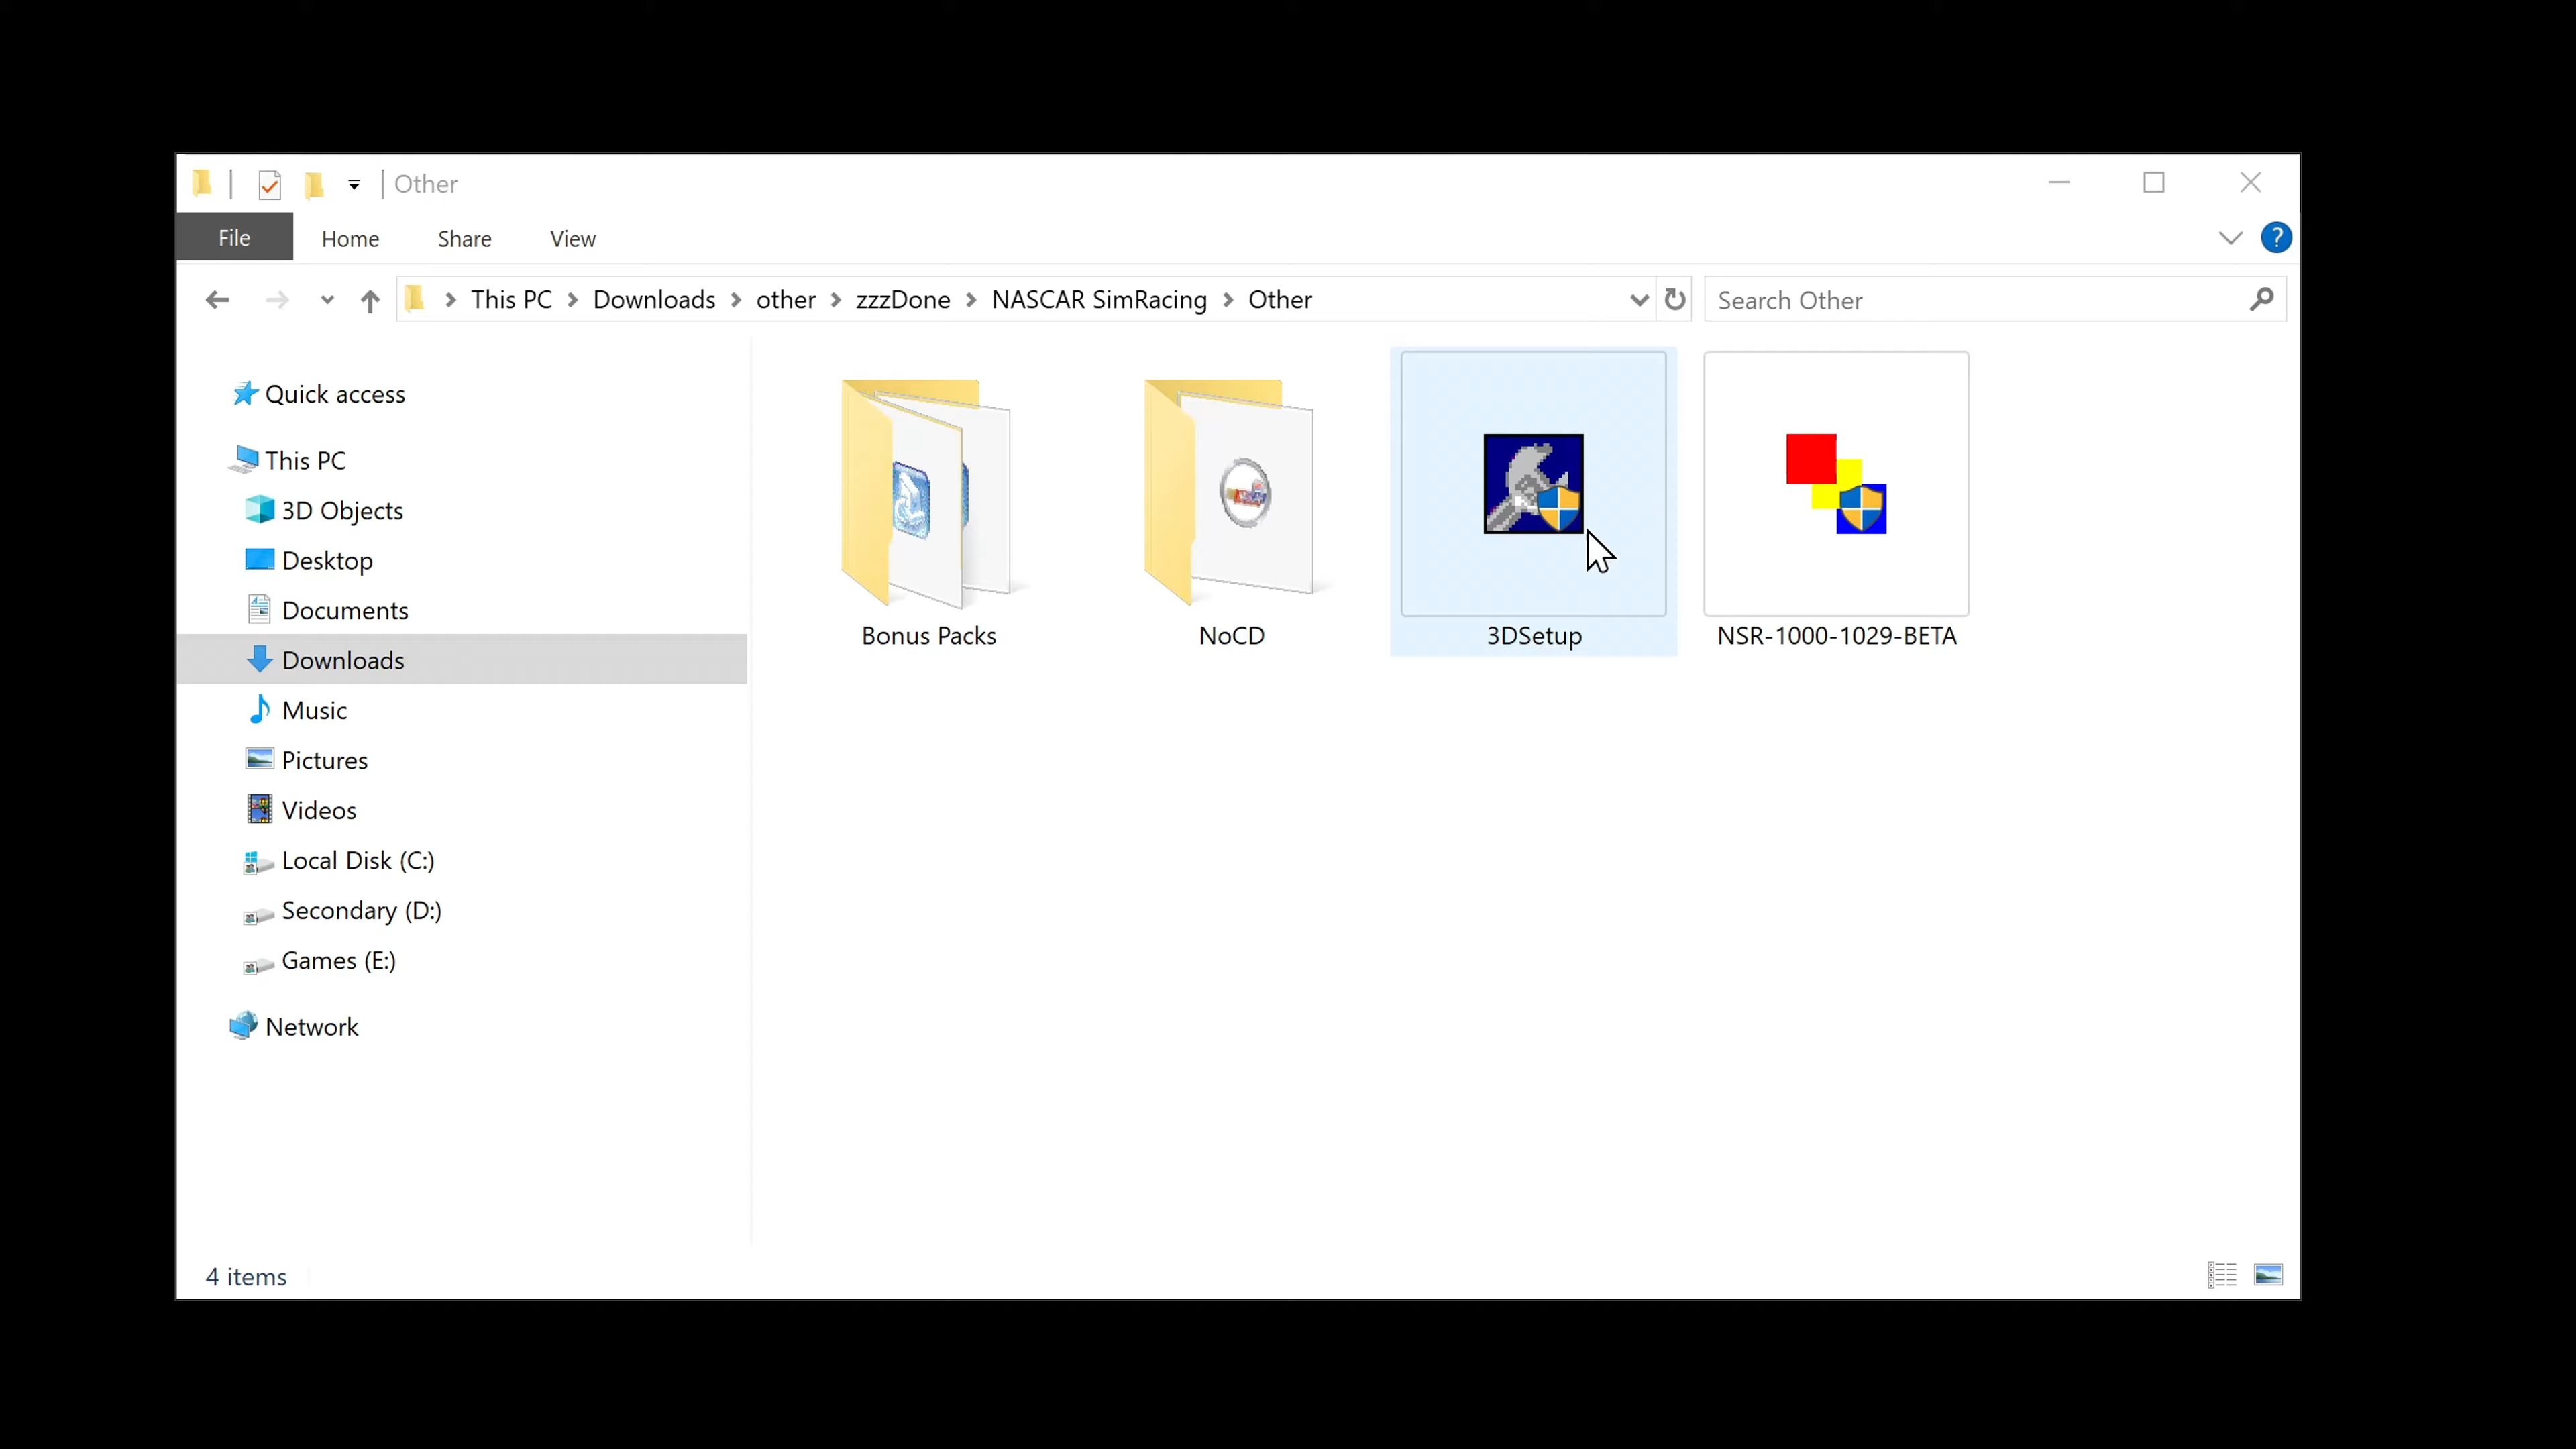 Other
File Home Share View
This PC Downloads other zzzDone NASCAR SimRacing Other
Search Other
Quick access
This PC
3D Objects
Desktop
Documents
Downloads
Music
Pictures
Videos
Local Disk (C:)
Secondary (D:)
Games (E:)
Network
Bonus Packs
NoCD
3DSetup
NSR-1000-1029-BETA
4 items